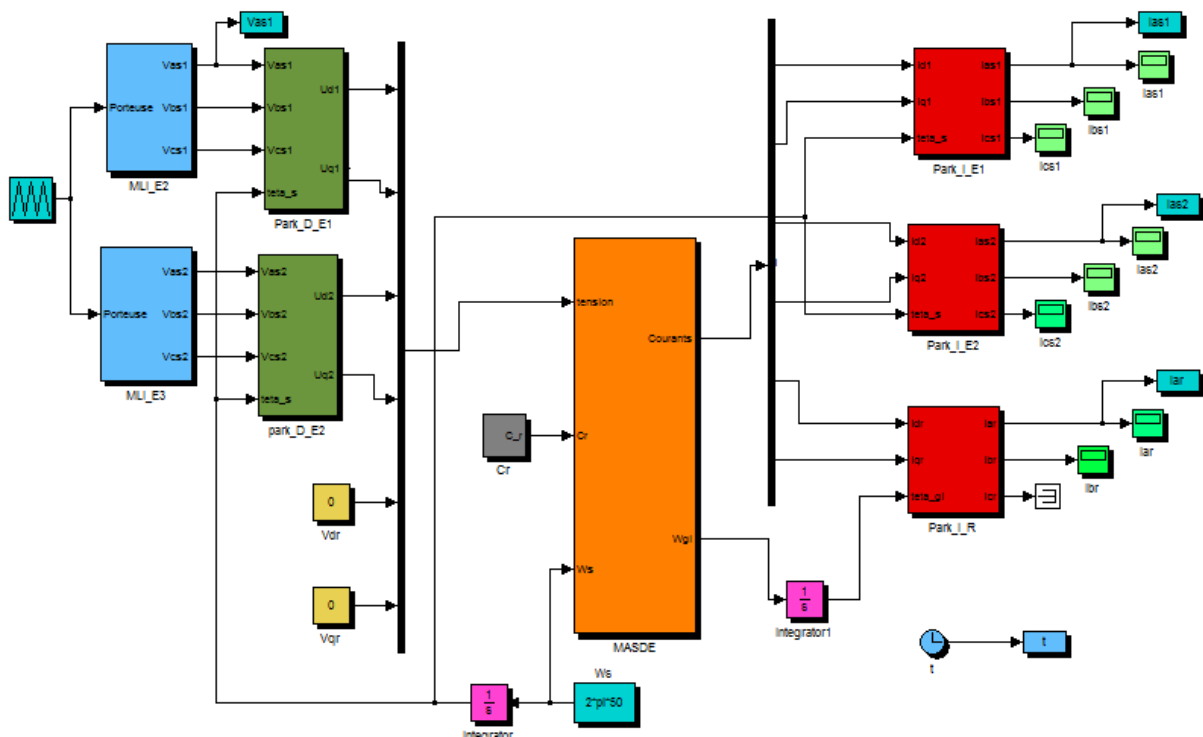 Vas1
Ias1
Vas1
Vas1
Ud1
Id1
Ias1
Ias1
Porteuse
Vbs1
Vbs1
Iq1
Ibs1
Ibs1
Vcs1
Vcs1
Uq1
teta_s
Ics1
Ics1
MLI_E2
teta_s
Park_D_E1
Park_I_E1
Ias2
Vas2
Vas2
Ud2
Id2
Ias2
Ias2
Porteuse
Vbs2
Vbs2
tension
Iq2
Ibs2
Ibs2
Vcs2
Vcs2
Uq2
Courants
teta_s
Ics2
Ics2
MLI_E3
teta_s
park_D_E2
Park_I_E2
Iar
C_r
Cr
Cr
Idr
Iar
Iar
Iqr
Ibr
Ibr
0
Vdr
teta_gl
Icr
Park_I_R
Wgl
0
Vqr
Ws
1
s
Integrator1
MASDE
t
t
Ws
1
s
Integrator
2*pi*50